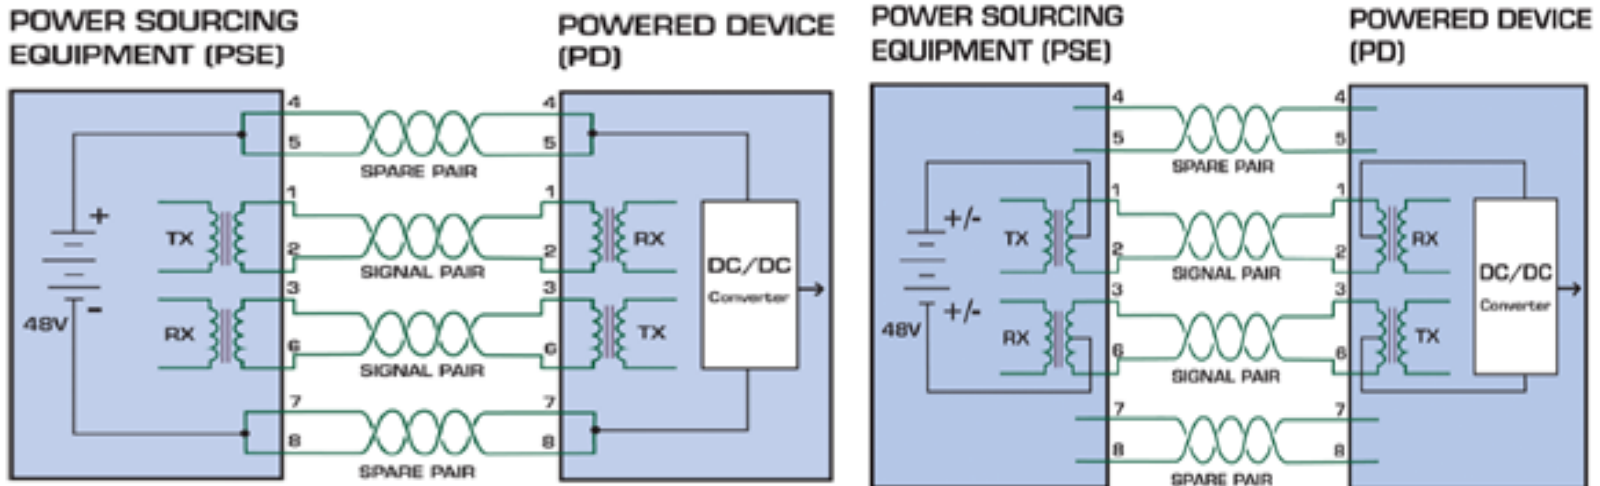 POWER SOURCING
EQUIPMENT (PSE)
POWERED DEVICE
(PD)
4
4
5
5
SPARE PAIR
1
1
+
TX
RX
2
2
SIGNAL PAIR
DC/DC
Converter
3
3
-
48V
RX
TX
6
6
SIGNAL PAIR
7
7
8
8
SPARE PAIR
POWER SOURCING
EQUIPMENT (PSE)
POWERED DEVICE
(PD)
4
4
5
5
SPARE PAIR
1
1
+/-
TX
RX
2
2
SIGNAL PAIR
DC/DC
Converter
3
3
+/-
48V
RX
TX
6
6
SIGNAL PAIR
7
7
8
8
SPARE PAIR